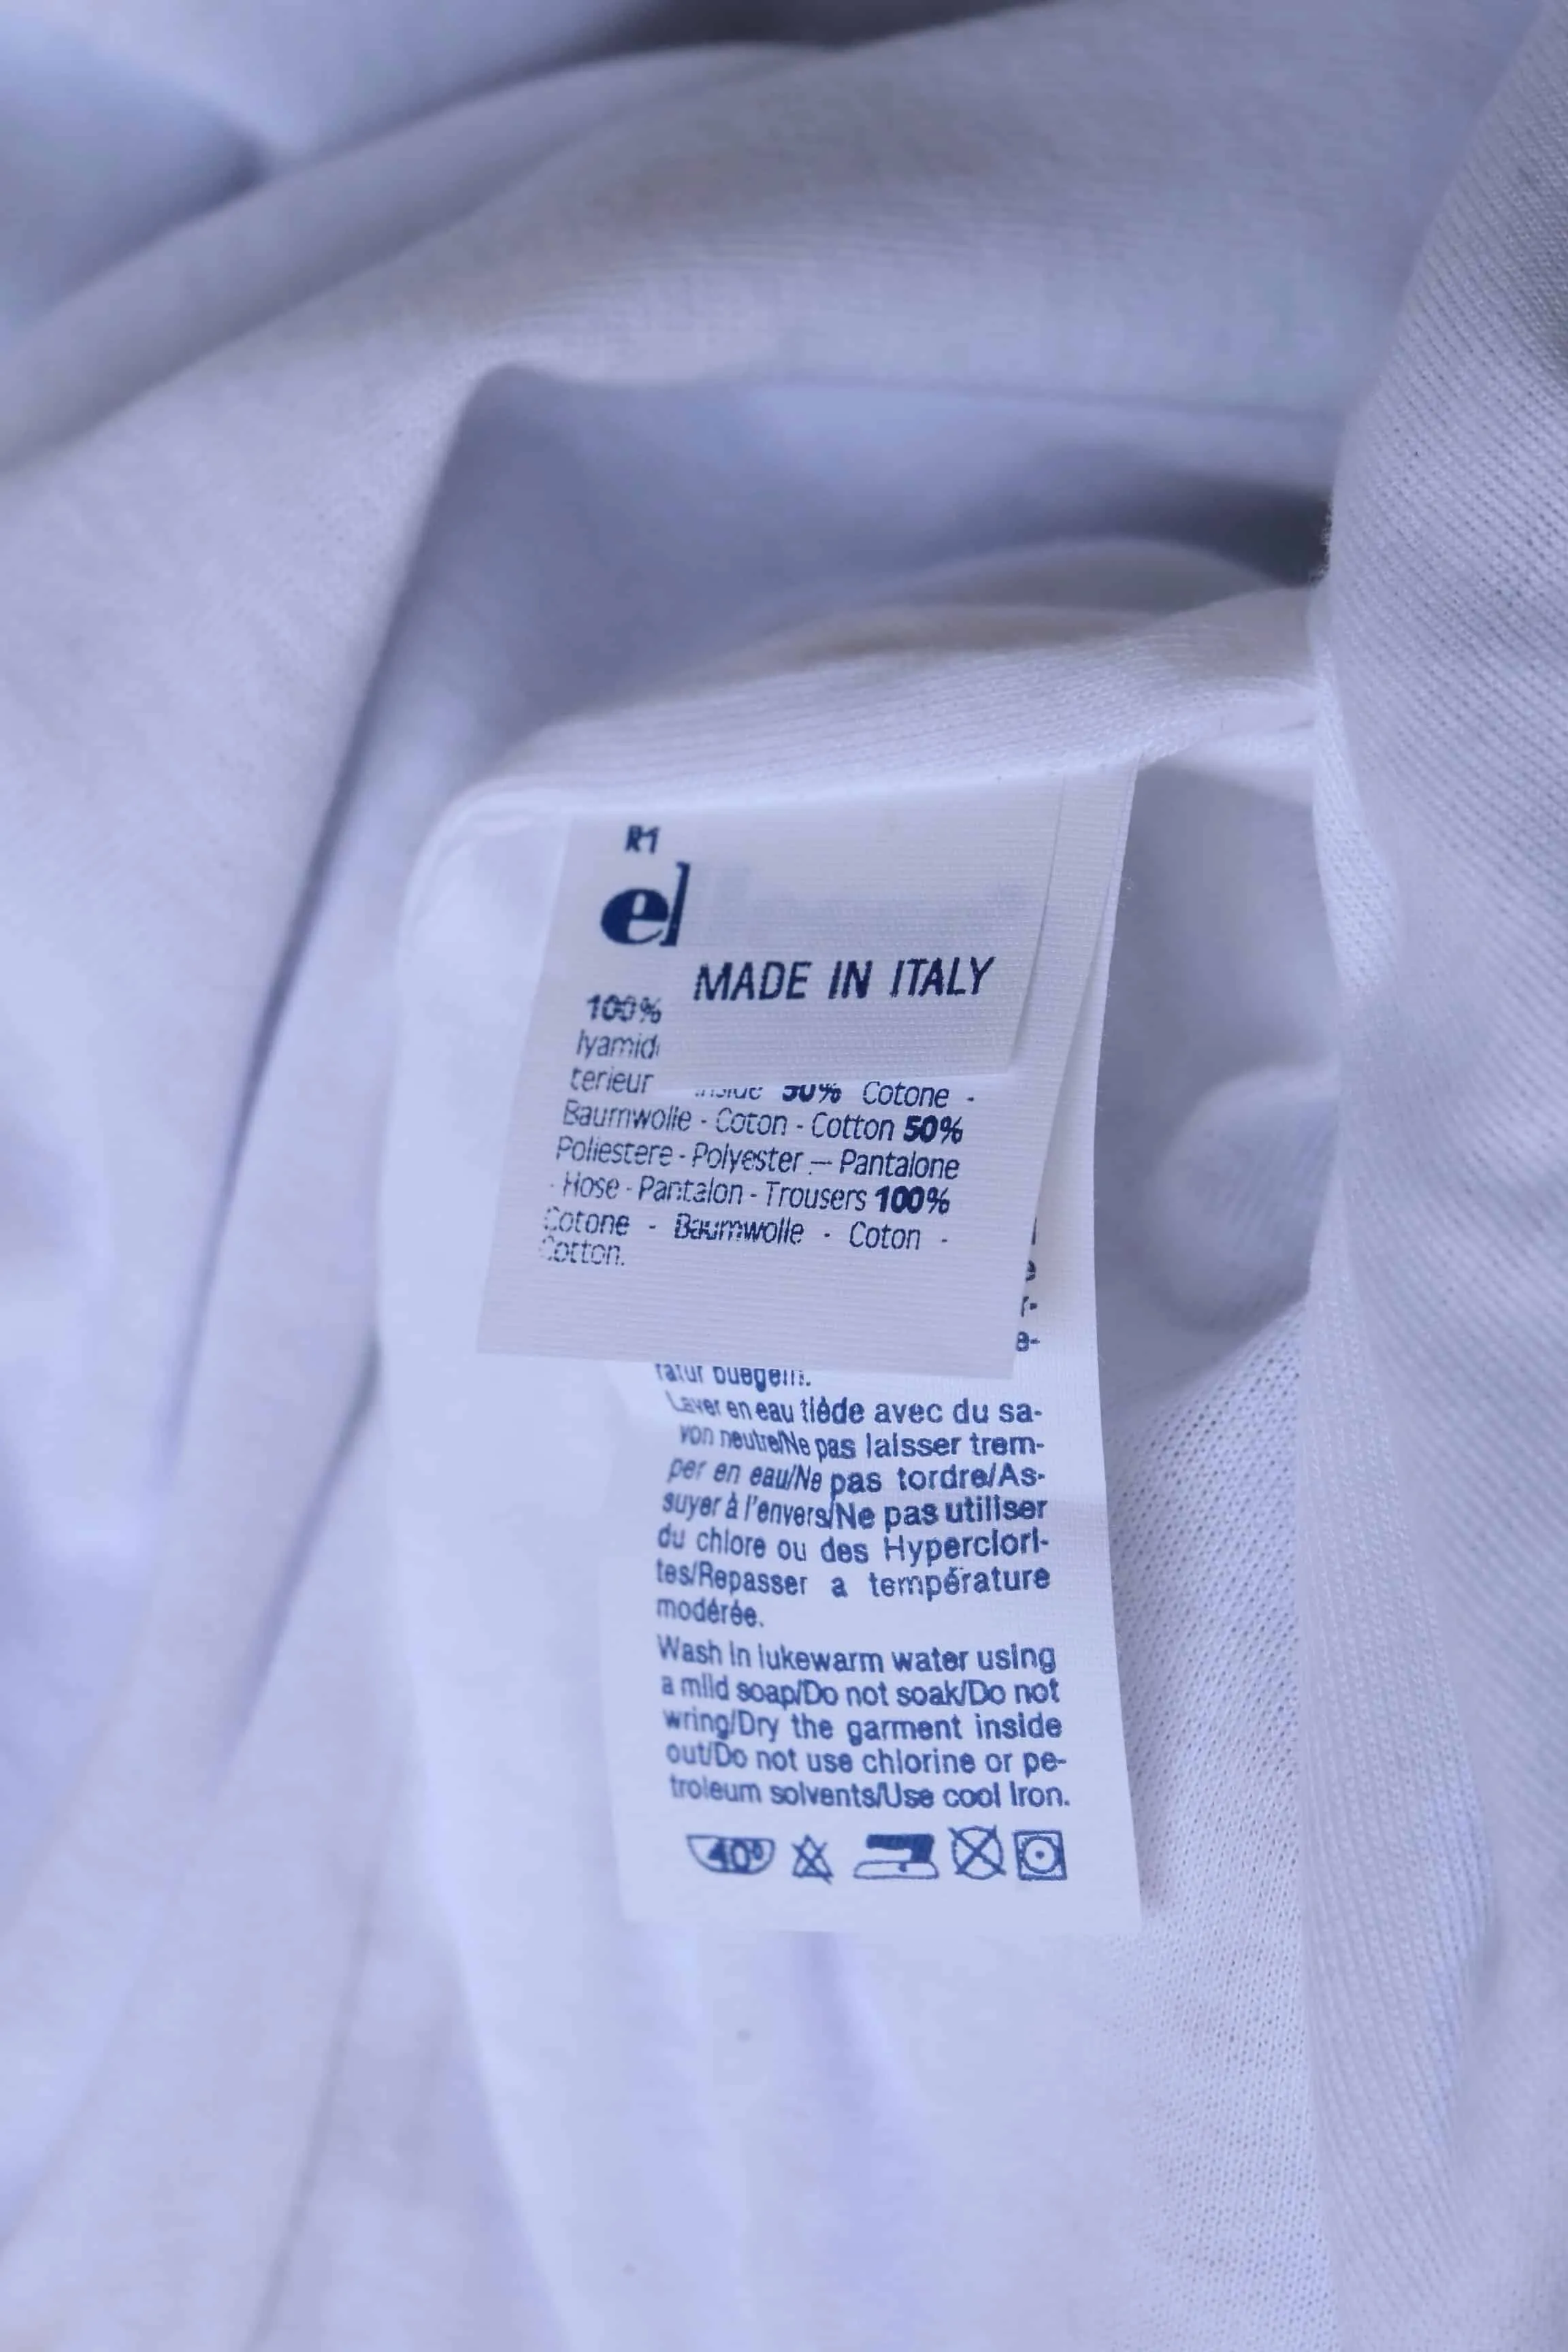 R1
el
MADE IN ITALY
100%
lyamid
terieur
50% Cotone -
Baumwolle - Coton - Cotton 50%
Poliestere - Polyester – Pantalone
- Hose - Pantalon - Trousers 100%
Cotone - Baumwolle - Coton -
Cotton.
ratur buegeln.
Laver en eau tiède avec du sa-
von neutre/Ne pas laisser trem-
per en eau/Ne pas tordre/As-
suyer à l'envers/Ne pas utiliser
du chlore ou des Hyperclori-
tes/Repasser a température
modérée.
Wash in lukewarm water using
a mild soap/Do not soak/Do not
wring/Dry the garment inside
out/Do not use chlorine or pe-
troleum solvents/Use cool Iron.
40°